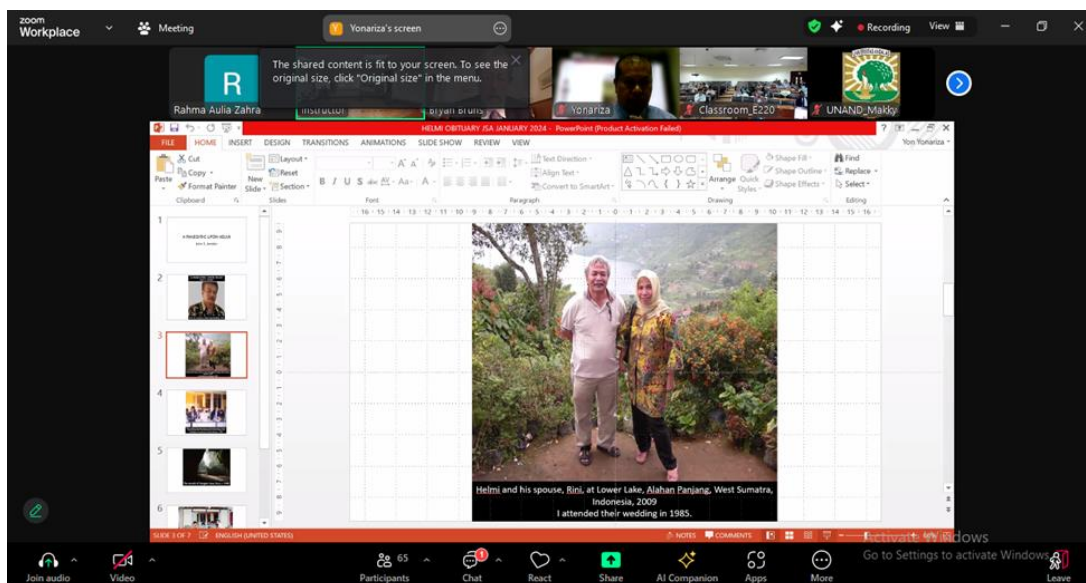 zoom
Workplace
Meeting
Yonariza's screen
Recording
View
The shared content is fit to your screen. To see the
original size, click "Original size" in the menu.
R
Rahma Aulia Zahra
Instructor
Bryan Bruns
Yonariza
Classroom_E220
UNAND_Makky
HELMI OBITUARY JSA JANUARY 2024 - PowerPoint (Product Activation Failed)
FILE HOME INSERT DESIGN TRANSITIONS ANIMATIONS SLIDE SHOW REVIEW VIEW
Yon Yonariza
Cut
Copy
Format Painter
Paste
Clipboard
New
Slide
Layout
Reset
Section
Slides
Font
Text Direction
Align Text
Convert to SmartArt
Paragraph
Arrange
Quick
Styles
Shape Fill
Shape Outline
Shape Effects
Drawing
Find
Replace
Select
Editing
1
2
3
4
5
6
Helmi and his spouse, Rini, at Lower Lake, Alahan Panjang, West Sumatra,
Indonesia, 2009
I attended their wedding in 1985.
SLIDE 3 OF 7
ENGLISH (UNITED STATES)
NOTES
COMMENTS
Activate Windows
Go to Settings to activate Windows.
Join audio
Video
65
Participants
1
Chat
React
Share
AI Companion
Apps
More
Leave